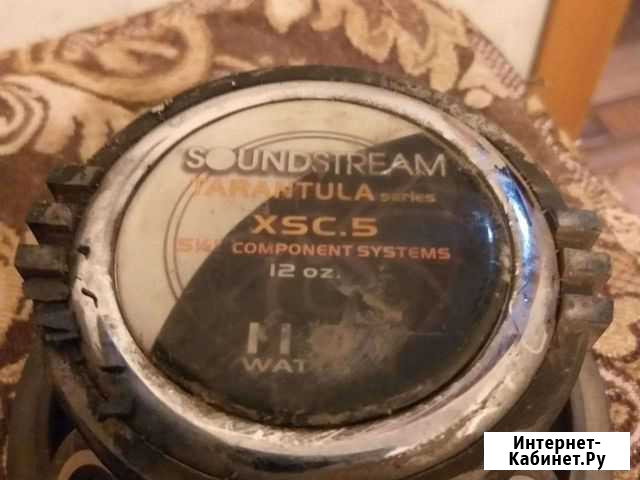 SOUNDSTREAM
TARANTULA series
XSC.5
COMPONENT SYSTEMS
12 oz.
Интернет-
Кабинет.Ру